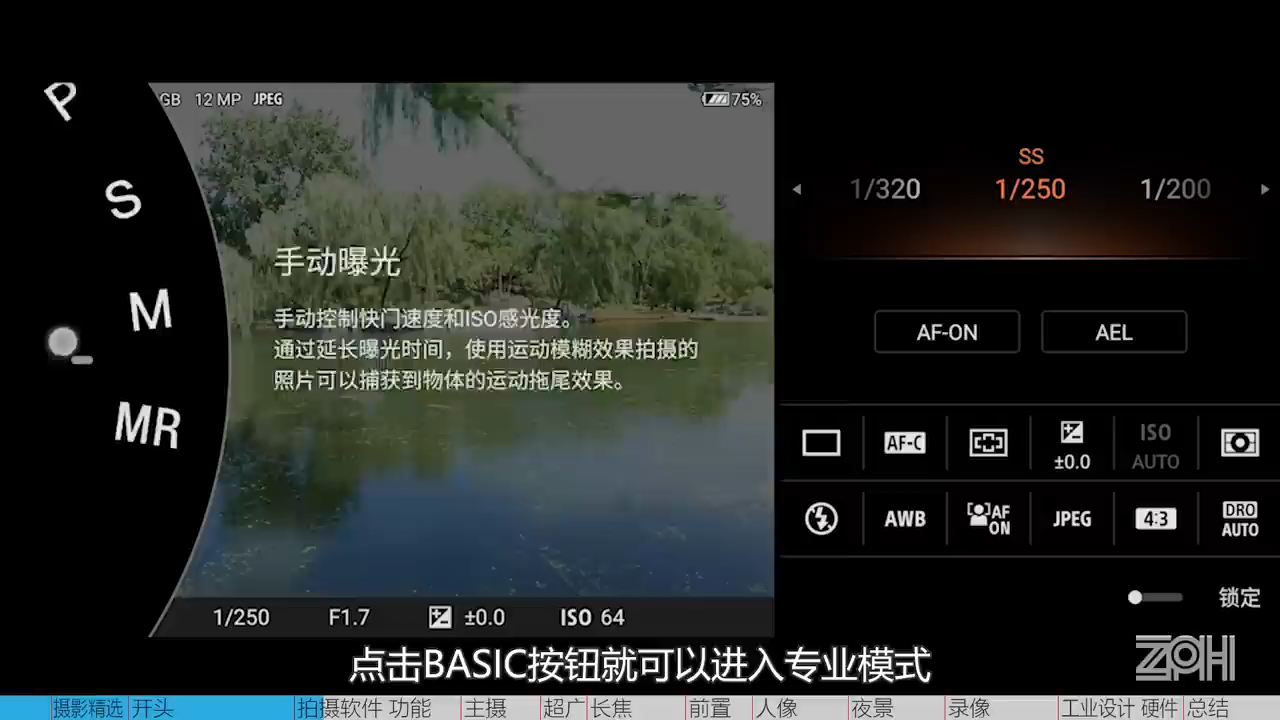 P
GB 12 MP JPEG
75%
S
M
MR
手动曝光
手动控制快门速度和ISO感光度。
通过延长曝光时间，使用运动模糊效果拍摄的
照片可以捕获到物体的运动拖尾效果。
1/250 F1.7 ±0.0 ISO 64
SS
1/320 1/250 1/200
AF-ON AEL
AF-C
±0.0
ISO
AUTO
AWB
AF
ON
JPEG
4:3
DRO
AUTO
锁定
点击BASIC按钮就可以进入专业模式
摄影精选 开头 拍摄软件 功能 主摄 超广 长焦 前置 人像 夜景 录像 工业设计 硬件 总结